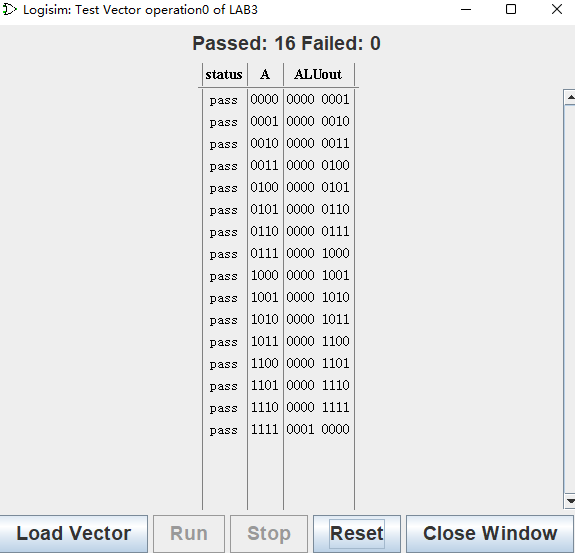 Logisim: Test Vector operation0 of LAB3
Passed: 16 Failed: 0
status A ALUout
pass 0000 0000 0001
pass 0001 0000 0010
pass 0010 0000 0011
pass 0011 0000 0100
pass 0100 0000 0101
pass 0101 0000 0110
pass 0110 0000 0111
pass 0111 0000 1000
pass 1000 0000 1001
pass 1001 0000 1010
pass 1010 0000 1011
pass 1011 0000 1100
pass 1100 0000 1101
pass 1101 0000 1110
pass 1110 0000 1111
pass 1111 0001 0000
Load Vector Run Stop Reset Close Window